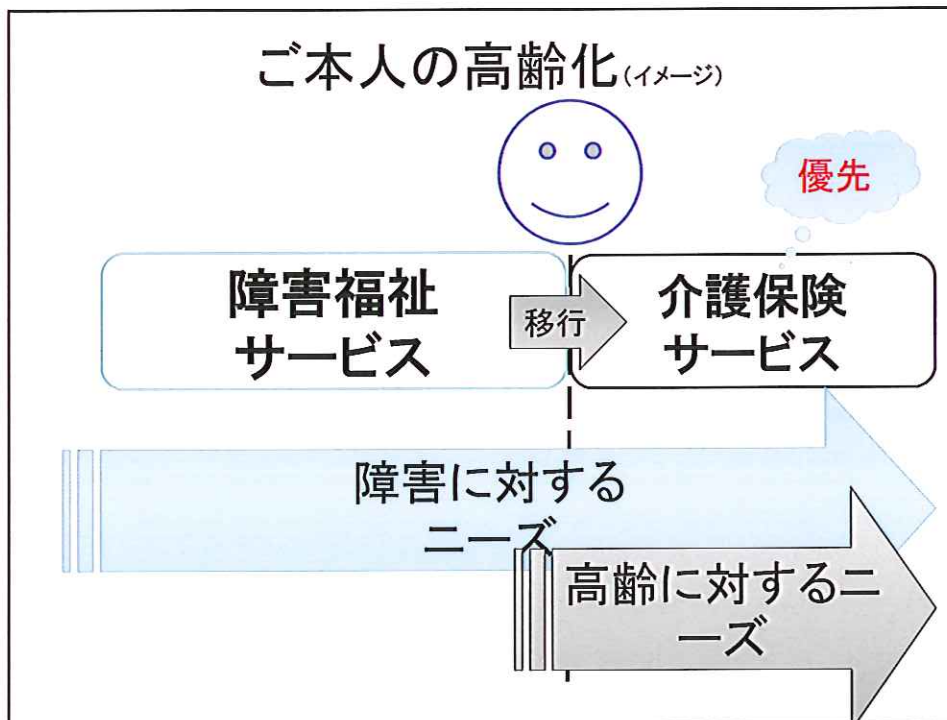 ご本人の高齢化(イメージ)
優先
障害福祉
サービス
移行
介護保険
サービス
障害に対する
ニーズ
高齢に対するニ
ーズ